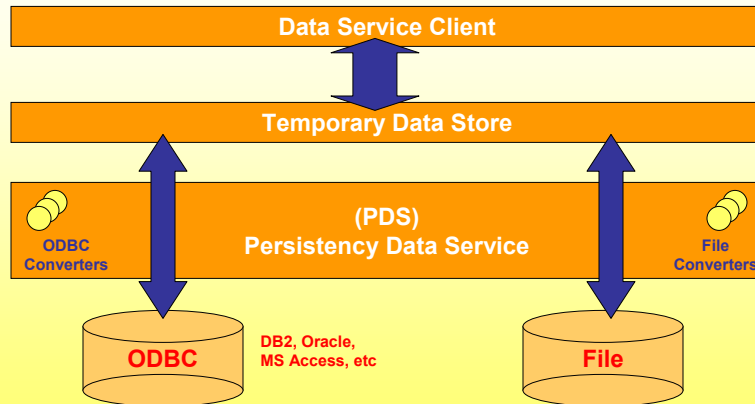 Data Service Client
Temporary Data Store
(PDS)
Persistency Data Service
ODBC
Converters
File
Converters
ODBC
DB2, Oracle,
MS Access, etc
File